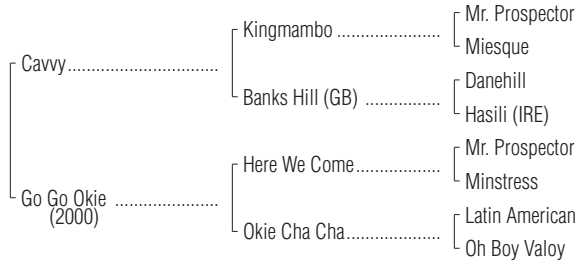 Mr. Prospector
Kingmambo ....................
Miesque
Cavvy..............................
Danehill
Banks Hill (GB) ...............
Hasili (IRE)
Mr. Prospector
Here We Come.................
Minstress
Go Go Okie .....................
(2000)
Latin American
Okie Cha Cha...................
Oh Boy Valoy